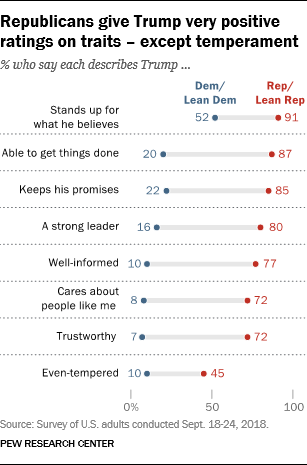 Republicans give Trump very positive
ratings on traits – except temperament
% who say each describes Trump ...
Dem/ Rep/
Lean Dem Lean Rep
Stands up for
what he believes 52 91
Able to get things done 20 87
Keeps his promises 22 85
A strong leader 16 80
Well-informed 10 77
Cares about
people like me 8 72
Trustworthy 7 72
Even-tempered 10 45
0% 50 100
Source: Survey of U.S. adults conducted Sept. 18-24, 2018.
PEW RESEARCH CENTER